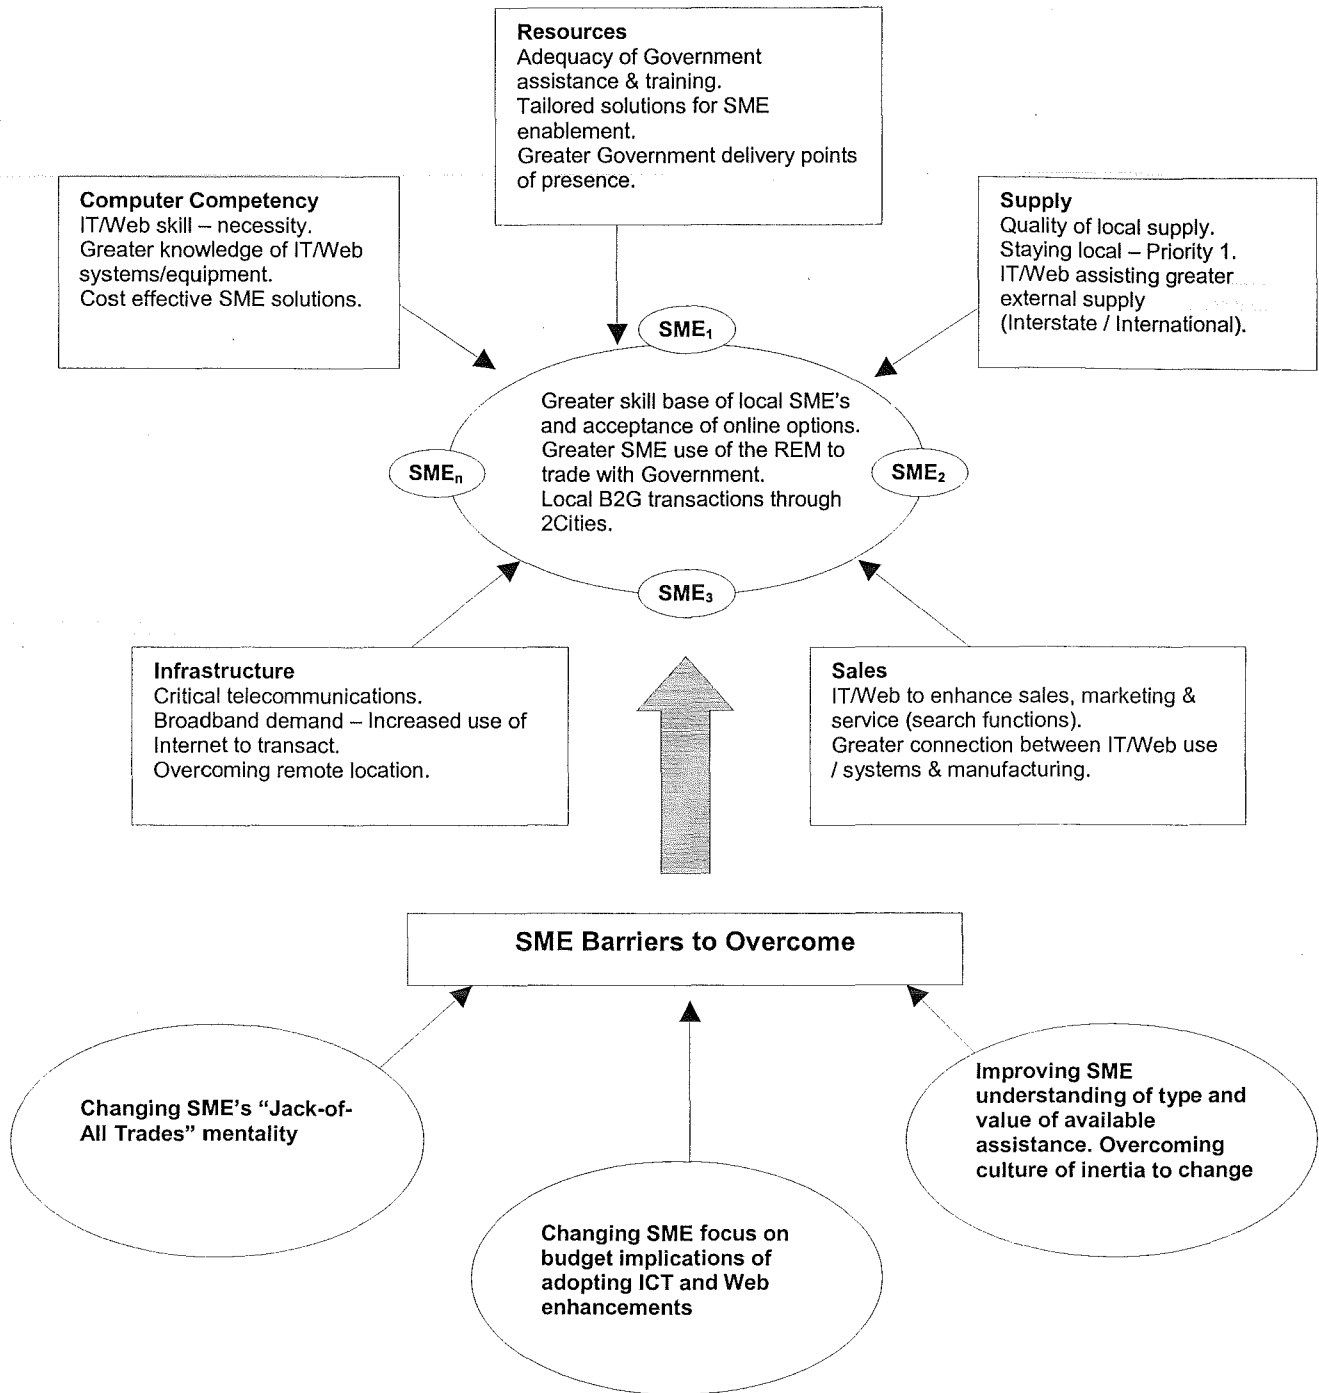 Resources
Adequacy of Government
assistance & training.
Tailored solutions for SME
enablement.
Greater Government delivery points
of presence.
Computer Competency
IT/Web skill – necessity.
Greater knowledge of IT/Web
systems/equipment.
Cost effective SME solutions.
Supply
Quality of local supply.
Staying local – Priority 1.
IT/Web assisting greater
external supply
(Interstate / International).
SME₁
Greater skill base of local SME's
and acceptance of online options.
Greater SME use of the REM to
trade with Government.
Local B2G transactions through
2Cities.
SMEₙ
SME₂
SME₃
Infrastructure
Critical telecommunications.
Broadband demand – Increased use of
Internet to transact.
Overcoming remote location.
Sales
IT/Web to enhance sales, marketing &
service (search functions).
Greater connection between IT/Web use
/ systems & manufacturing.
SME Barriers to Overcome
Changing SME's “Jack-of-
All Trades” mentality
Changing SME focus on
budget implications of
adopting ICT and Web
enhancements
Improving SME
understanding of type and
value of available
assistance. Overcoming
culture of inertia to change